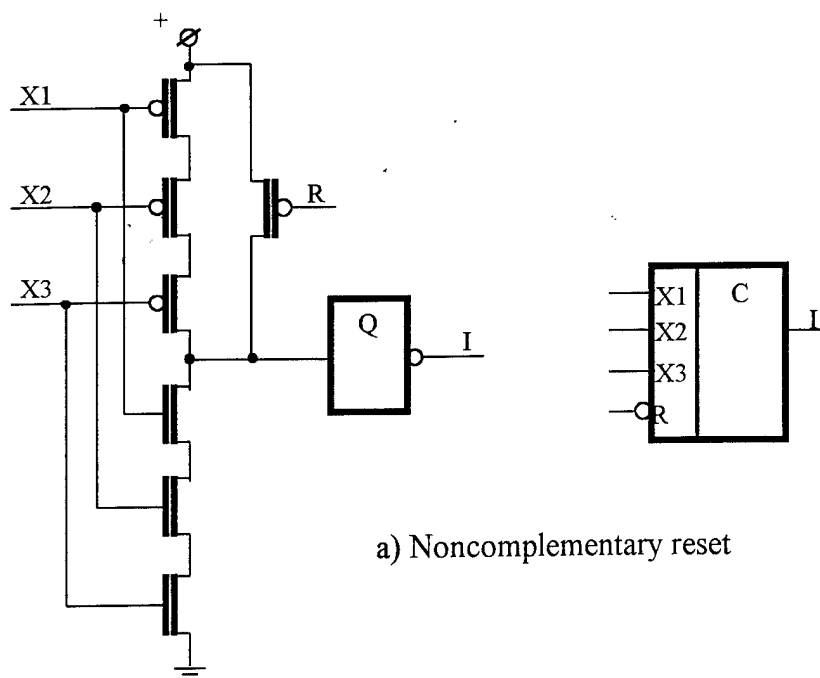 +
X1
X2
R
X3
Q
I
X1
C
X2
I
X3
R
a) Noncomplementary reset